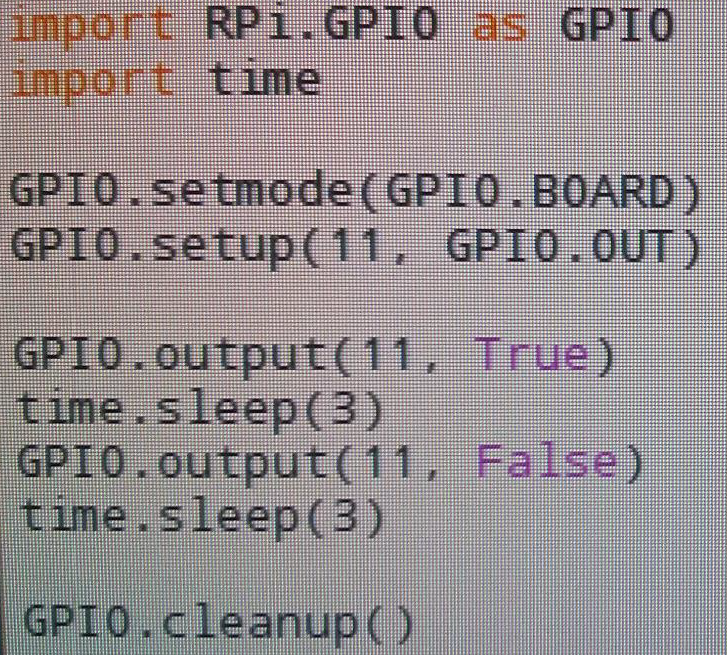 import RPi.GPIO as GPIO
import time
GPIO.setmode(GPIO.BOARD)
GPIO.setup(11, GPIO.OUT)
GPIO.output(11, True)
time.sleep(3)
GPIO.output(11, False)
time.sleep(3)
GPIO.cleanup()